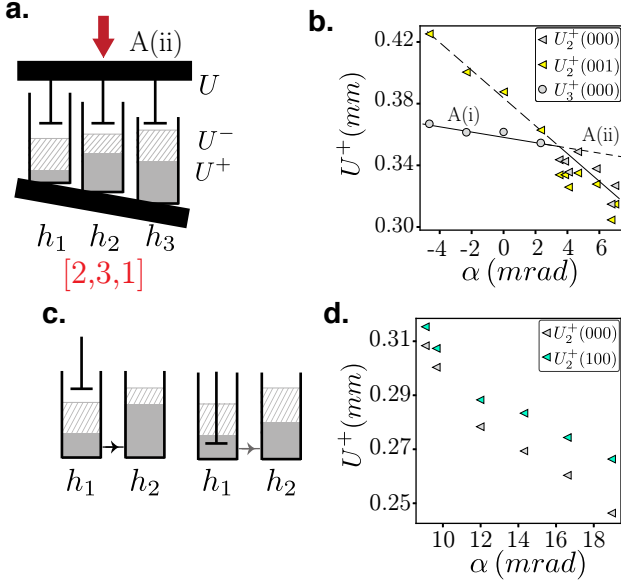 a.
A(ii)
U
U⁻
U⁺
h₁ h₂ h₃
[2,3,1]
b.
U⁺(mm)
0.42
0.38
0.34
0.30
-4 -2 0 2 4 6
α (mrad)
A(i)
A(ii)
U₂⁺(000)
U₂⁺(001)
U₃⁺(000)
c.
h₁ h₂ h₁ h₂
d.
U⁺(mm)
0.31
0.29
0.27
0.25
10 12 14 16 18
α (mrad)
U₂⁺(000)
U₂⁺(100)